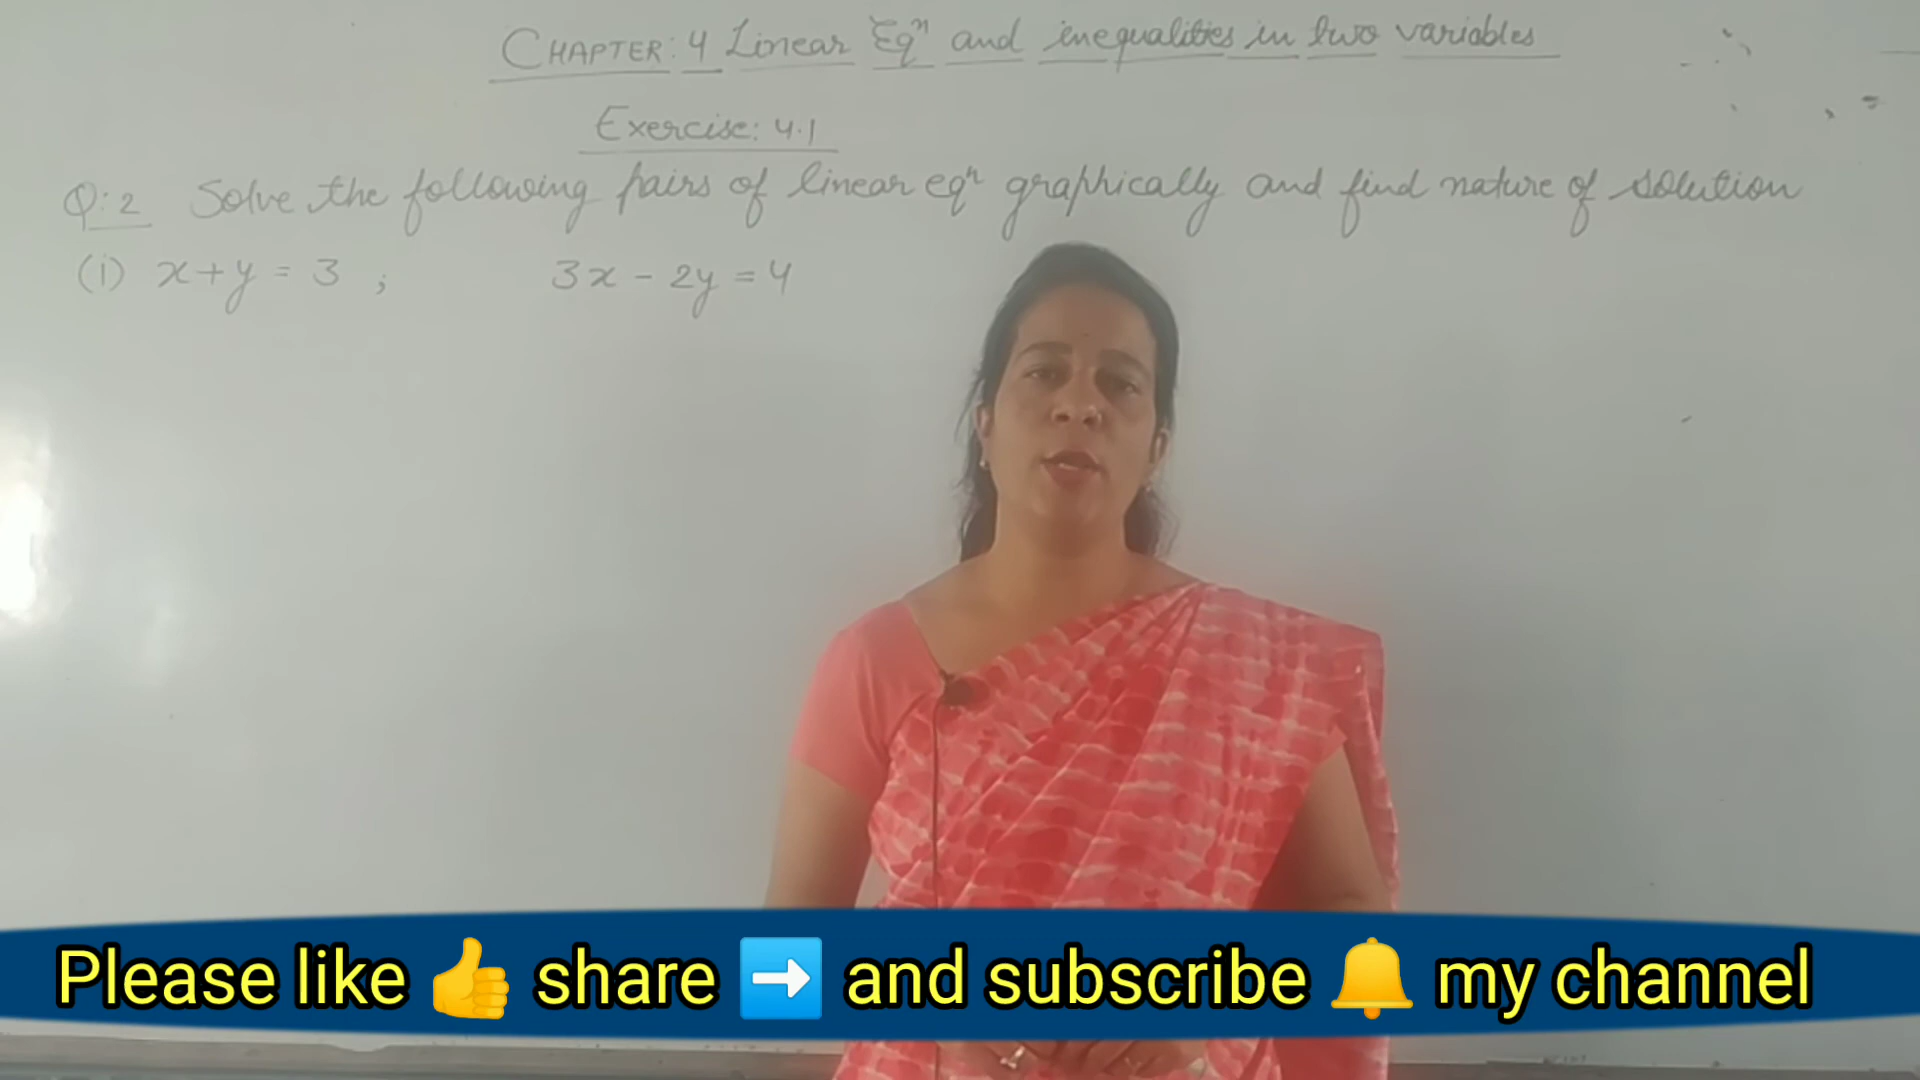 CHAPTER: 4 Linear Eqⁿ and inequalities in two variables
Exercise: 4.1
Q:2 Solve the following pairs of linear eqⁿ graphically and find nature of solution
(i) x+y = 3 ; 3x - 2y = 4
Please like 👍 share ➡️ and subscribe 🔔 my channel